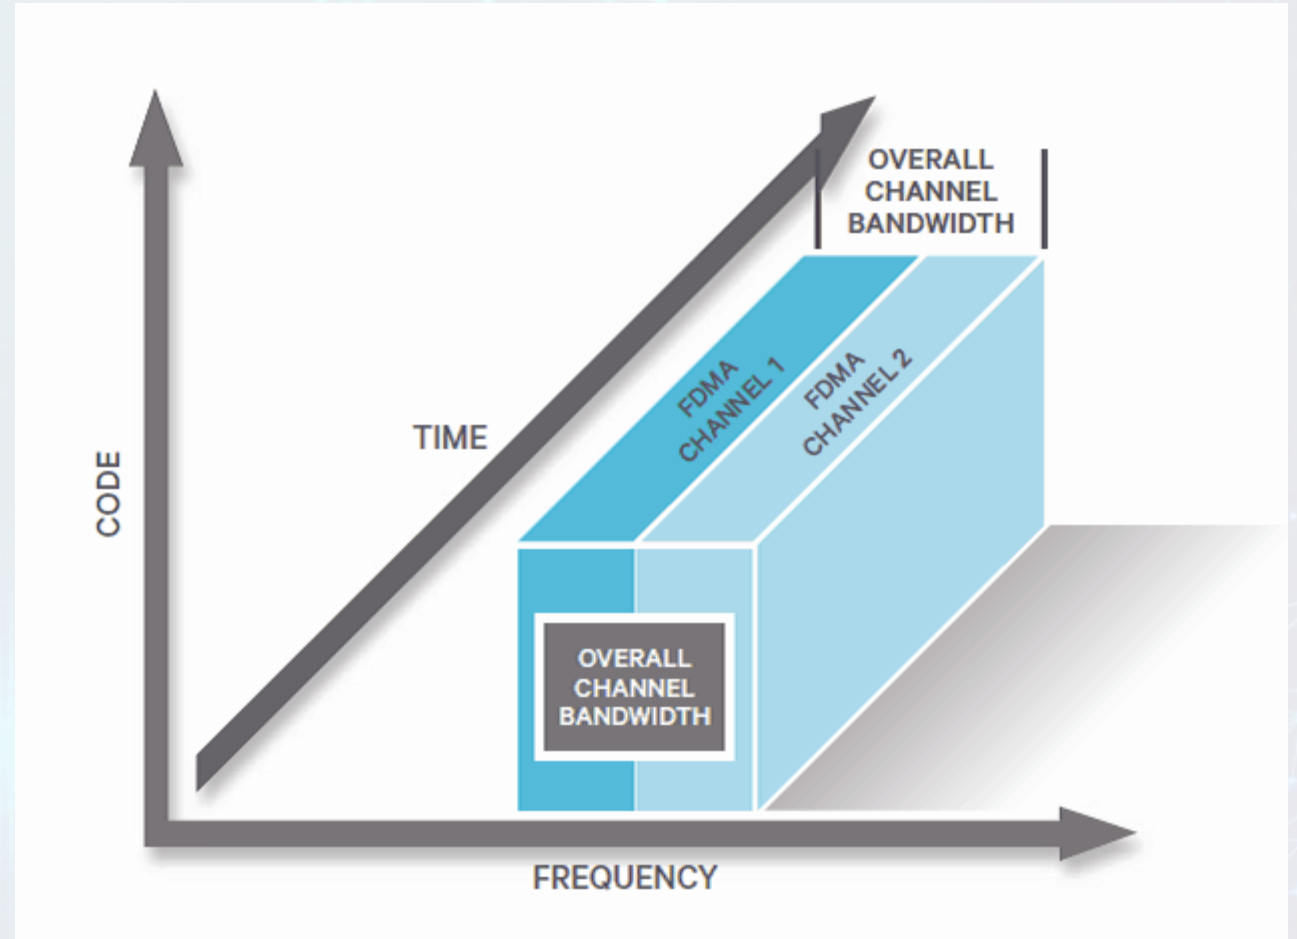 OVERALL
CHANNEL
BANDWIDTH
FDMA
CHANNEL 1
FDMA
CHANNEL 2
TIME
CODE
OVERALL
CHANNEL
BANDWIDTH
FREQUENCY